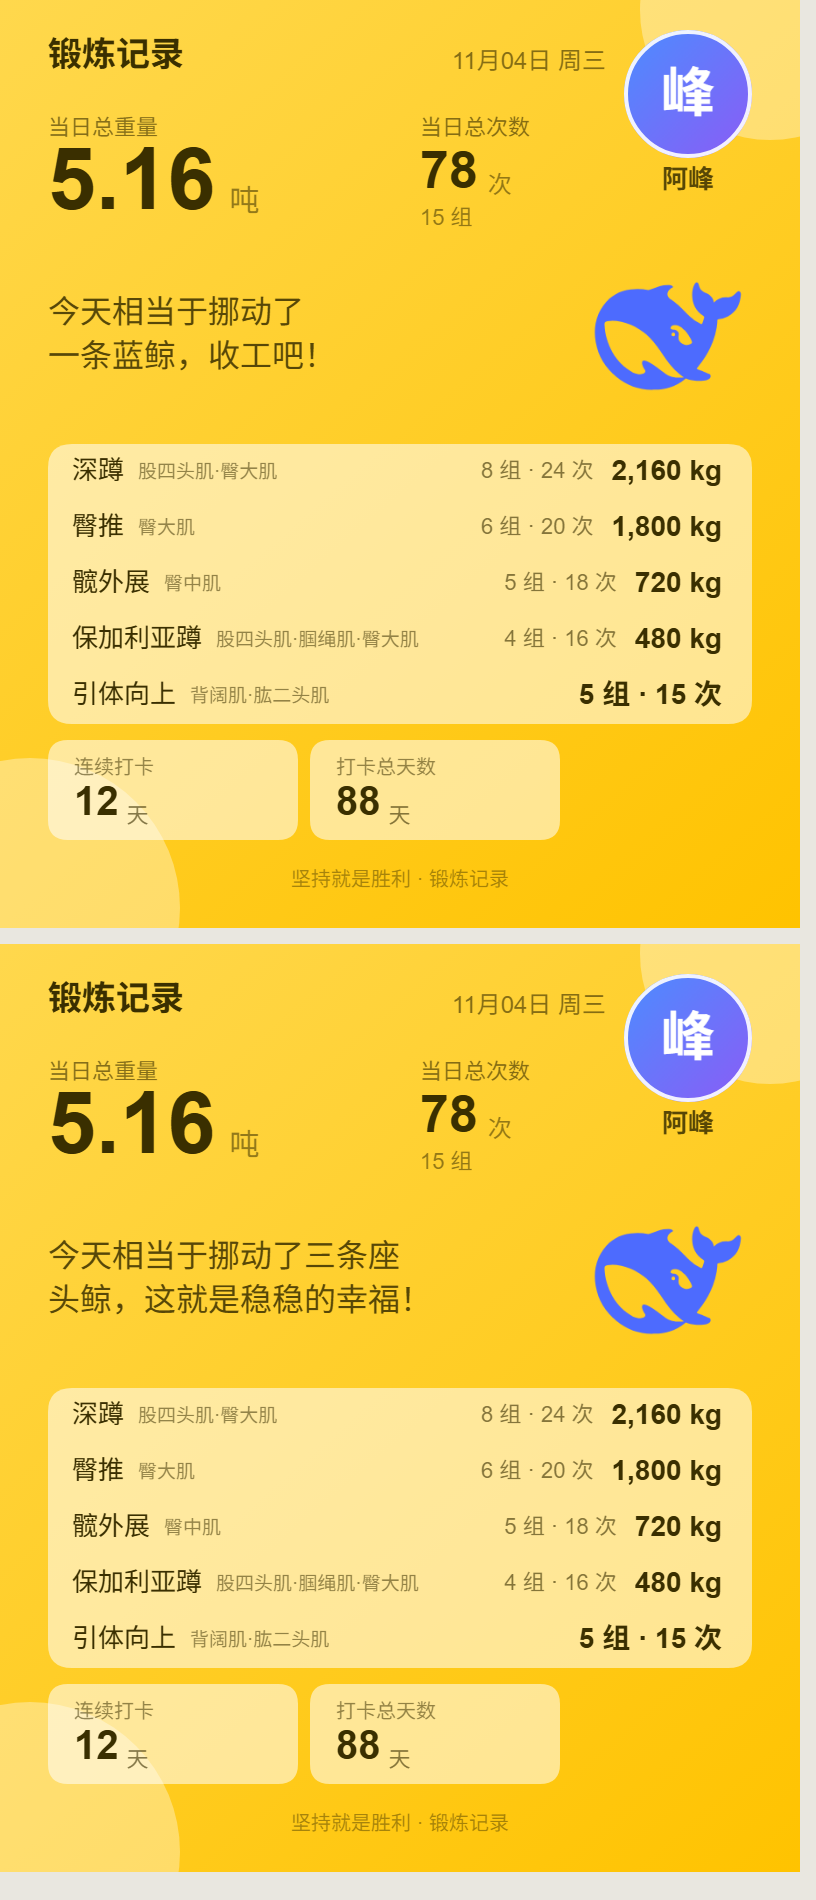 锻炼记录
11月04日 周三
峰
阿峰
当日总重量
5.16 吨
当日总次数
78 次
15 组
今天相当于挪动了
一条蓝鲸，收工吧！
深蹲 股四头肌·臀大肌 8 组 · 24 次 2,160 kg
臀推 臀大肌 6 组 · 20 次 1,800 kg
髋外展 臀中肌 5 组 · 18 次 720 kg
保加利亚蹲 股四头肌·腘绳肌·臀大肌 4 组 · 16 次 480 kg
引体向上 背阔肌·肱二头肌 5 组 · 15 次
连续打卡
12 天
打卡总天数
88 天
坚持就是胜利 · 锻炼记录
锻炼记录
11月04日 周三
峰
阿峰
当日总重量
5.16 吨
当日总次数
78 次
15 组
今天相当于挪动了三条座
头鲸，这就是稳稳的幸福！
深蹲 股四头肌·臀大肌 8 组 · 24 次 2,160 kg
臀推 臀大肌 6 组 · 20 次 1,800 kg
髋外展 臀中肌 5 组 · 18 次 720 kg
保加利亚蹲 股四头肌·腘绳肌·臀大肌 4 组 · 16 次 480 kg
引体向上 背阔肌·肱二头肌 5 组 · 15 次
连续打卡
12 天
打卡总天数
88 天
坚持就是胜利 · 锻炼记录